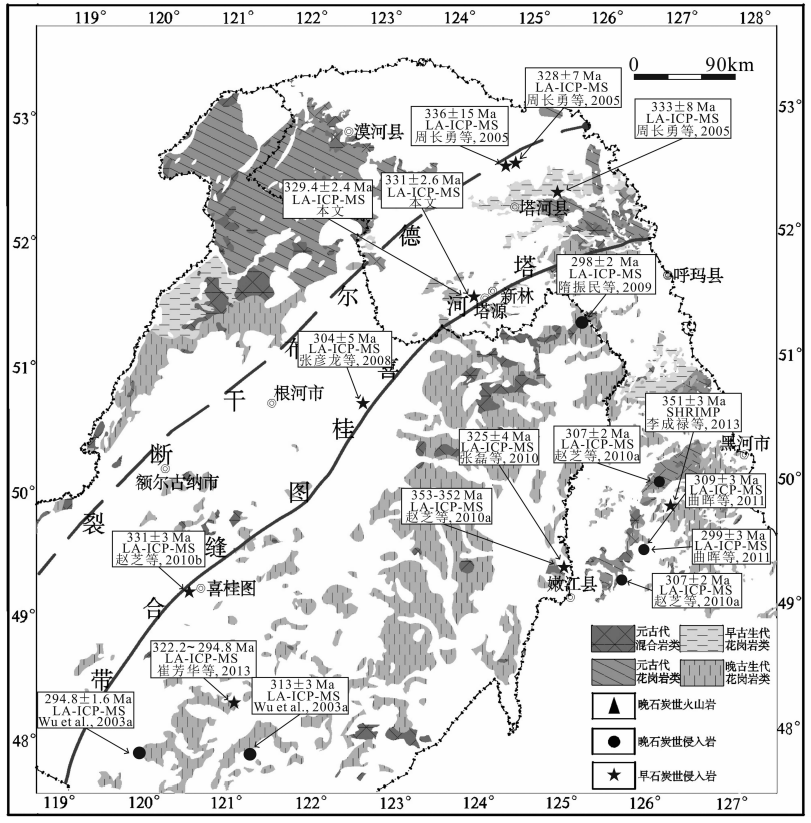 119° 120° 121° 122° 123° 124° 125° 126° 127° 128°
0 90km
328±7 Ma
LA-ICP-MS
周长勇等, 2005
336±15 Ma
LA-ICP-MS
周长勇等, 2005
333±8 Ma
LA-ICP-MS
周长勇等, 2005
53° 53°
漠河县
329.4±2.4 Ma
LA-ICP-MS
本文
331±2.6 Ma
LA-ICP-MS
本文
塔河县
52° 52°
德
尔
布
干
断
裂
塔
河
298±2 Ma
LA-ICP-MS
隋振民等, 2009
呼玛县
新林
塔源
304±5 Ma
LA-ICP-MS
张彦龙等, 2008
喜
桂
图
缝
合
带
51° 51°
根河市
351±3 Ma
SHRIMP
李成禄等, 2013
307±2 Ma
LA-ICP-MS
赵芝等, 2010a
黑河市
325±4 Ma
LA-ICP-MS
张磊等, 2010
额尔古纳市
50° 50°
353-352 Ma
LA-ICP-MS
赵芝等, 2010a
309±3 Ma
LA-ICP-MS
曲晖等, 2011
299±3 Ma
LA-ICP-MS
曲晖等, 2011
331±3 Ma
LA-ICP-MS
赵芝等, 2010b
喜桂图
嫩江县
307±2 Ma
LA-ICP-MS
赵芝等, 2010a
49° 49°
322.2~294.8 Ma
LA-ICP-MS
崔芳华等, 2013
294.8±1.6 Ma
LA-ICP-MS
Wu et al., 2003a
313±3 Ma
LA-ICP-MS
Wu et al., 2003a
48° 48°
元古代
混合岩类
早古生代
花岗岩类
元古代
花岗岩类
晚古生代
花岗岩类
晚石炭世火山岩
晚石炭世侵入岩
早石炭世侵入岩
119° 120° 121° 122° 123° 124° 125° 126° 127°